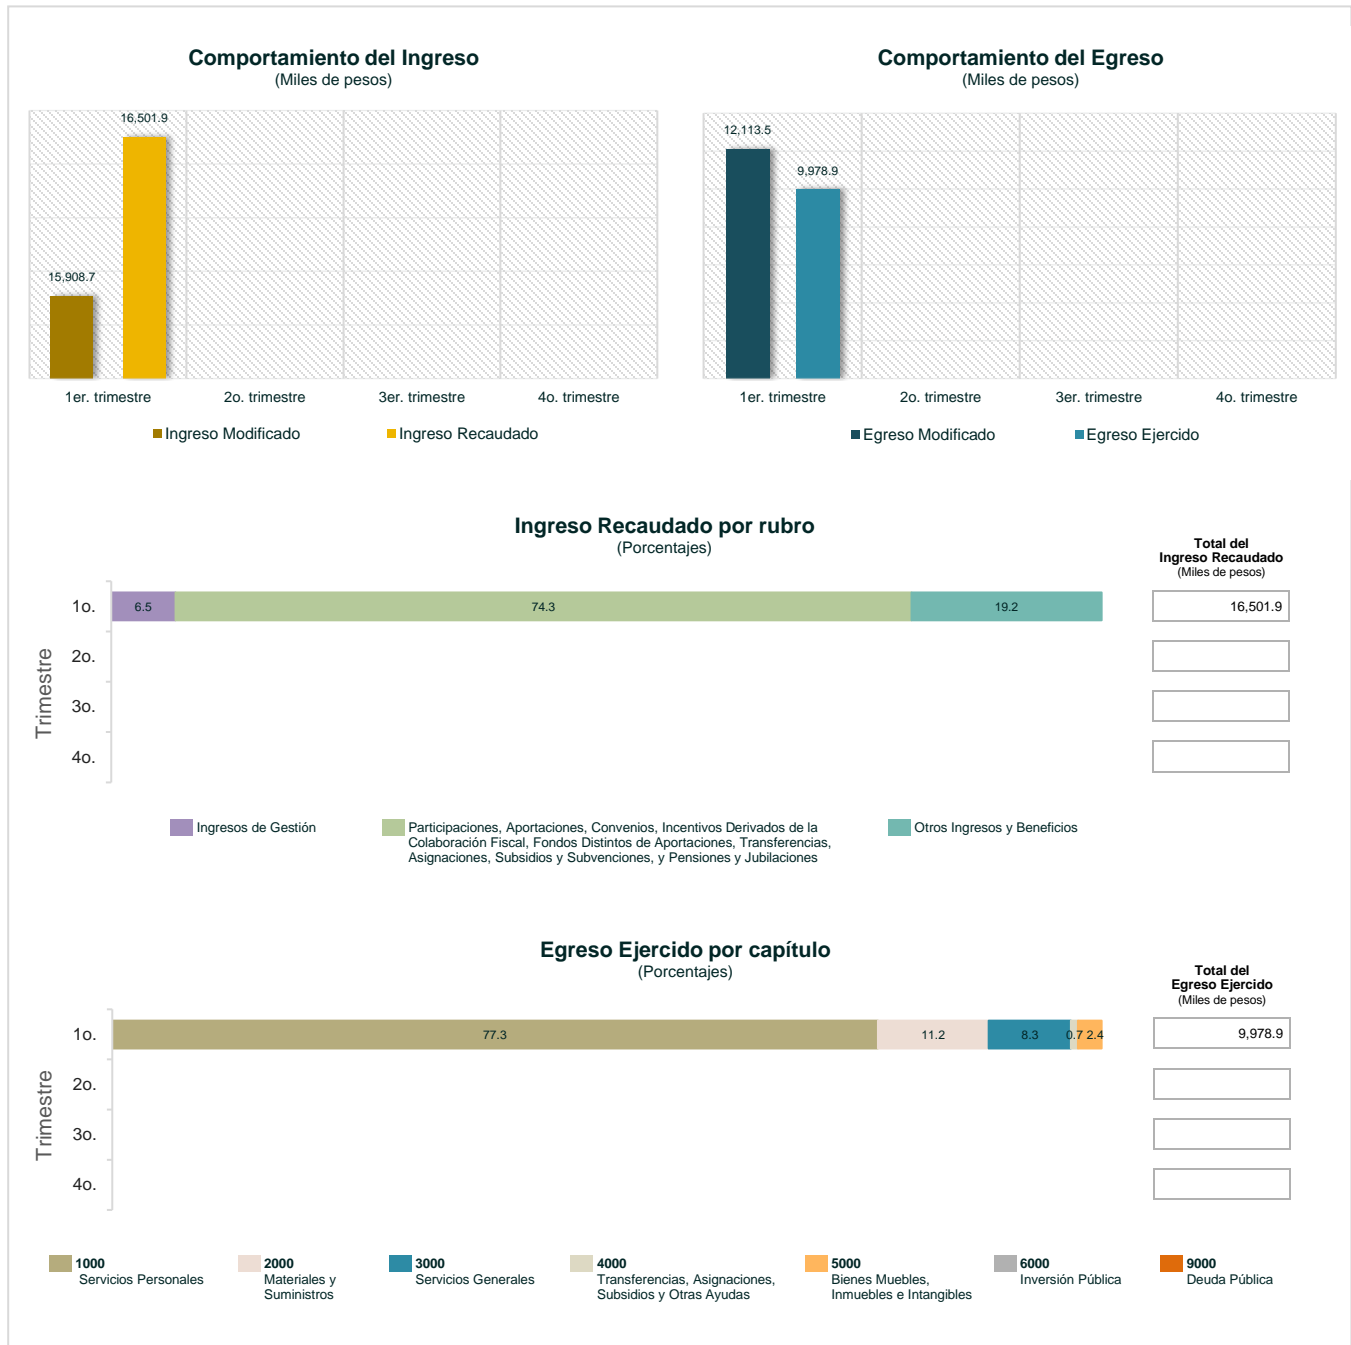 Comportamiento del Ingreso
(Miles de pesos)
16,501.9
15,908.7
1er. trimestre
2o. trimestre
3er. trimestre
4o. trimestre
Ingreso Modificado
Ingreso Recaudado
Comportamiento del Egreso
(Miles de pesos)
12,113.5
9,978.9
1er. trimestre
2o. trimestre
3er. trimestre
4o. trimestre
Egreso Modificado
Egreso Ejercido
Ingreso Recaudado por rubro
(Porcentajes)
Total del
Ingreso Recaudado
(Miles de pesos)
Trimestre
1o.
6.5
74.3
19.2
16,501.9
2o.
3o.
4o.
Ingresos de Gestión
Participaciones, Aportaciones, Convenios, Incentivos Derivados de la
Colaboración Fiscal, Fondos Distintos de Aportaciones, Transferencias,
Asignaciones, Subsidios y Subvenciones, y Pensiones y Jubilaciones
Otros Ingresos y Beneficios
Egreso Ejercido por capítulo
(Porcentajes)
Total del
Egreso Ejercido
(Miles de pesos)
Trimestre
1o.
77.3
11.2
8.3
0.7
2.4
9,978.9
2o.
3o.
4o.
1000
Servicios Personales
2000
Materiales y
Suministros
3000
Servicios Generales
4000
Transferencias, Asignaciones,
Subsidios y Otras Ayudas
5000
Bienes Muebles,
Inmuebles e Intangibles
6000
Inversión Pública
9000
Deuda Pública